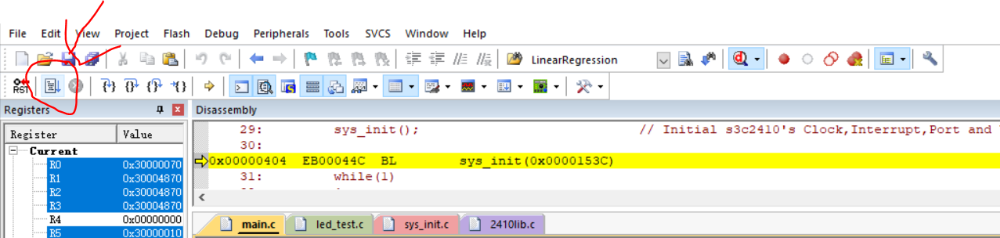 File Edit View Project Flash Debug Peripherals Tools SVCS Window Help
LinearRegression
RST
Registers
Disassembly
Register Value
Current
R0 0x30000070
R1 0x30004870
R2 0x30004870
R3 0x30004870
R4 0x00000000
R5 0x30000010
29: sys_init(); // Initial s3c2410's Clock,Interrupt,Port and
30:
0x00000404 EB00044C BL sys_init(0x0000153C)
31: while(1)
main.c led_test.c sys_init.c 2410lib.c